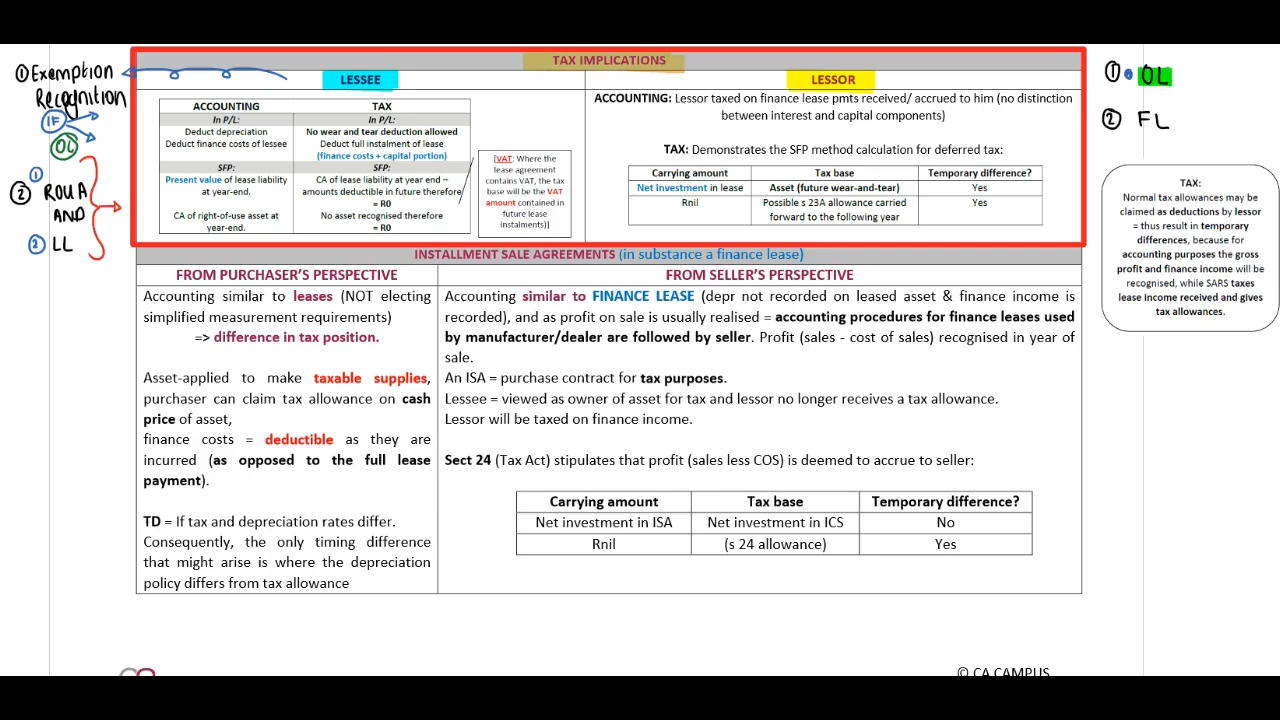 ① Exemption
Recognition
IF
OL
①
② ROU A
AND
② LL
TAX IMPLICATIONS
LESSEE
ACCOUNTING TAX
In P/L: In P/L:
Deduct depreciation No wear and tear deduction allowed
Deduct finance costs of lessee Deduct full instalment of lease
(finance costs + capital portion)
SFP: SFP:
Present value of lease liability CA of lease liability at year end –
at year-end. amounts deductible in future therefore
= R0
CA of right-of-use asset at No asset recognised therefore
year-end. = R0
[VAT: Where the
lease agreement
contains VAT, the tax
base will be the VAT
amount contained in
future lease
instalments)]
LESSOR
ACCOUNTING: Lessor taxed on finance lease pmts received/ accrued to him (no distinction
between interest and capital components)
TAX: Demonstrates the SFP method calculation for deferred tax:
Carrying amount Tax base Temporary difference?
Net investment in lease Asset (future wear-and-tear) Yes
Rnil Possible s 23A allowance carried Yes
forward to the following year
① OL
② FL
TAX:
Normal tax allowances may be
claimed as deductions by lessor
= thus result in temporary
differences, because for
accounting purposes the gross
profit and finance income will be
recognised, while SARS taxes
lease income received and gives
tax allowances.
INSTALLMENT SALE AGREEMENTS (in substance a finance lease)
FROM PURCHASER'S PERSPECTIVE
Accounting similar to leases (NOT electing
simplified measurement requirements)
=> difference in tax position.
Asset-applied to make taxable supplies,
purchaser can claim tax allowance on cash
price of asset,
finance costs = deductible as they are
incurred (as opposed to the full lease
payment).
TD = If tax and depreciation rates differ.
Consequently, the only timing difference
that might arise is where the depreciation
policy differs from tax allowance
FROM SELLER'S PERSPECTIVE
Accounting similar to FINANCE LEASE (depr not recorded on leased asset & finance income is
recorded), and as profit on sale is usually realised = accounting procedures for finance leases used
by manufacturer/dealer are followed by seller. Profit (sales - cost of sales) recognised in year of
sale.
An ISA = purchase contract for tax purposes.
Lessee = viewed as owner of asset for tax and lessor no longer receives a tax allowance.
Lessor will be taxed on finance income.
Sect 24 (Tax Act) stipulates that profit (sales less COS) is deemed to accrue to seller:
Carrying amount Tax base Temporary difference?
Net investment in ISA Net investment in ICS No
Rnil (s 24 allowance) Yes
© CA CAMPUS